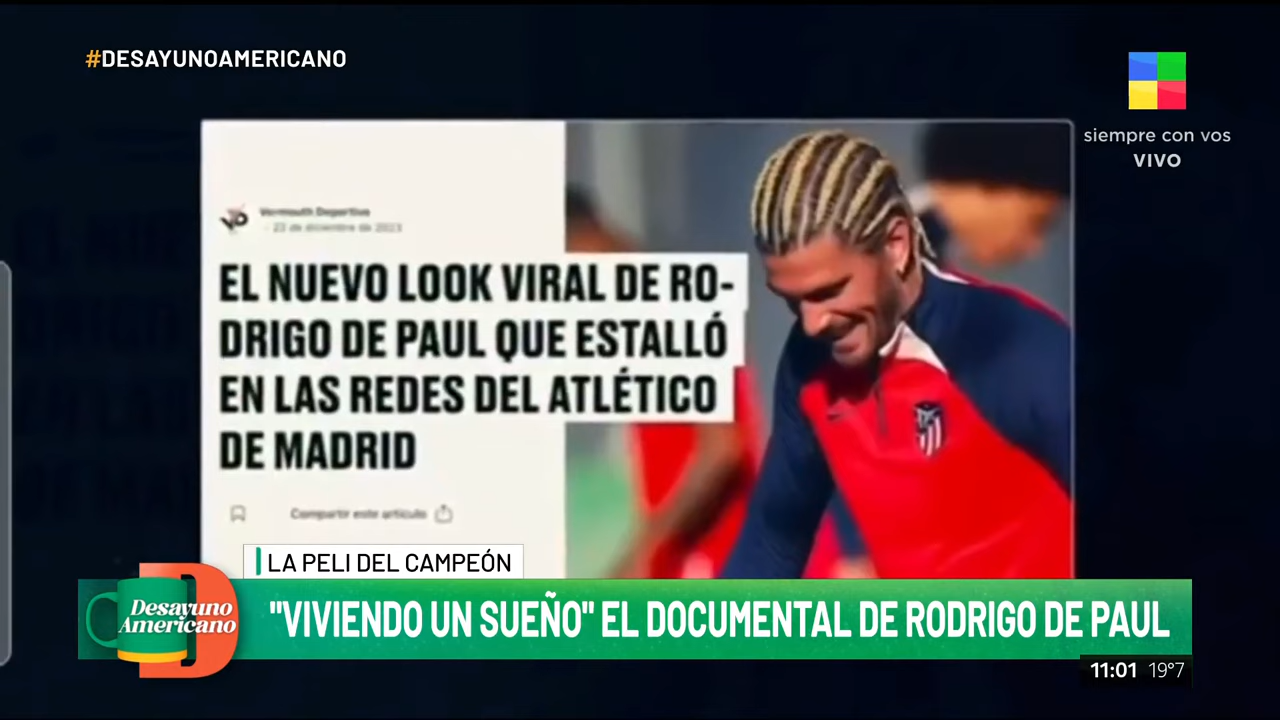 #DESAYUNOAMERICANO
siempre con vos
VIVO
Vermouth Deportivo
- 22 de diciembre de 2023
EL NUEVO LOOK VIRAL DE RO-
DRIGO DE PAUL QUE ESTALLÓ
EN LAS REDES DEL ATLÉTICO
DE MADRID
Compartir este artículo
LA PELI DEL CAMPEÓN
Desayuno
Americano
"VIVIENDO UN SUEÑO" EL DOCUMENTAL DE RODRIGO DE PAUL
11:01 19°7